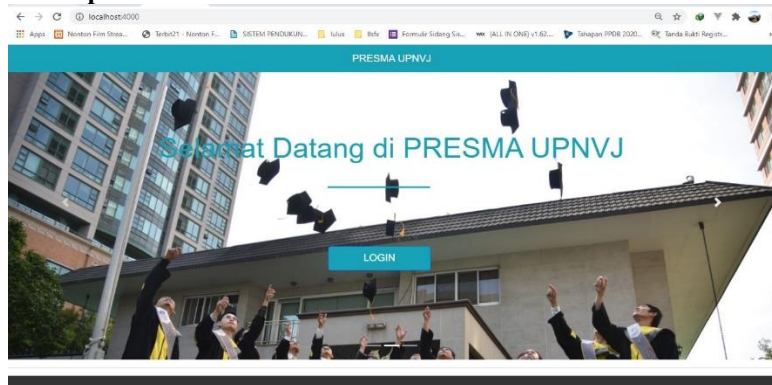 localhost:4000
Apps Nonton Film Strea... Terbit21 - Nonton F... SISTEM PENDUKUN... lulus Formulir Sidang Sis... (ALL IN ONE) v1.62... Tahapan PPDB 2020... Tanda Bukti Registr...
PRESMA UPNVJ
Selamat Datang di PRESMA UPNVJ
LOGIN